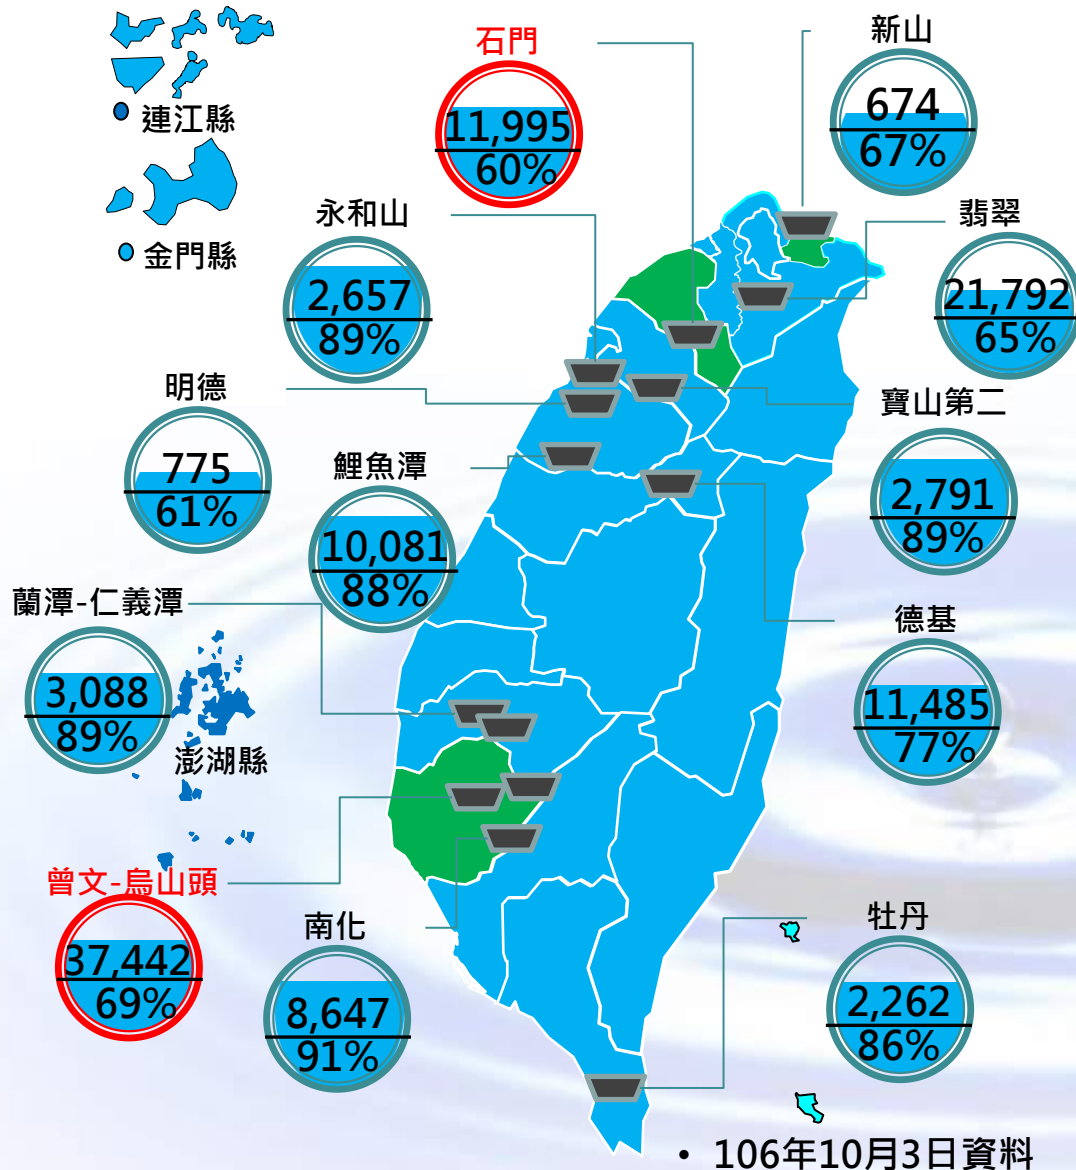 連江縣
金門縣
石門
11,995
60%
新山
674
67%
永和山
2,657
89%
翡翠
21,792
65%
明德
775
61%
鯉魚潭
10,081
88%
寶山第二
2,791
89%
蘭潭-仁義潭
3,088
89%
澎湖縣
德基
11,485
77%
曾文-烏山頭
37,442
69%
南化
8,647
91%
牡丹
2,262
86%
• 106年10月3日資料